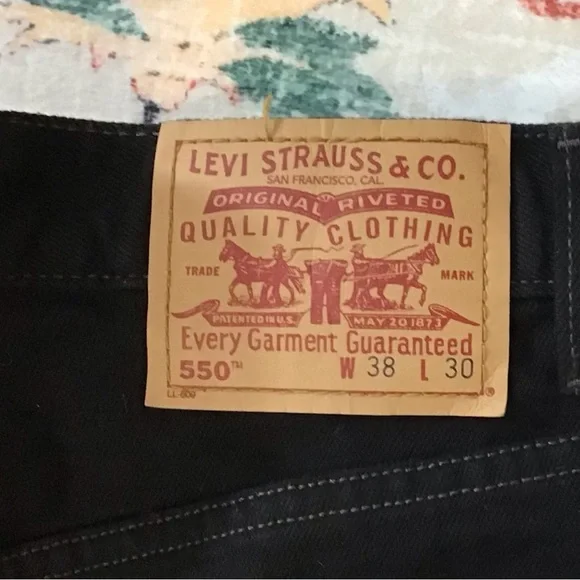 LEVI STRAUSS & CO.
SAN FRANCISCO, CAL.
ORIGINAL RIVETED
QUALITY CLOTHING
TRADE MARK
PATENTED IN U.S. MAY 20 1873
Every Garment Guaranteed
550™ W 38 L 30
®